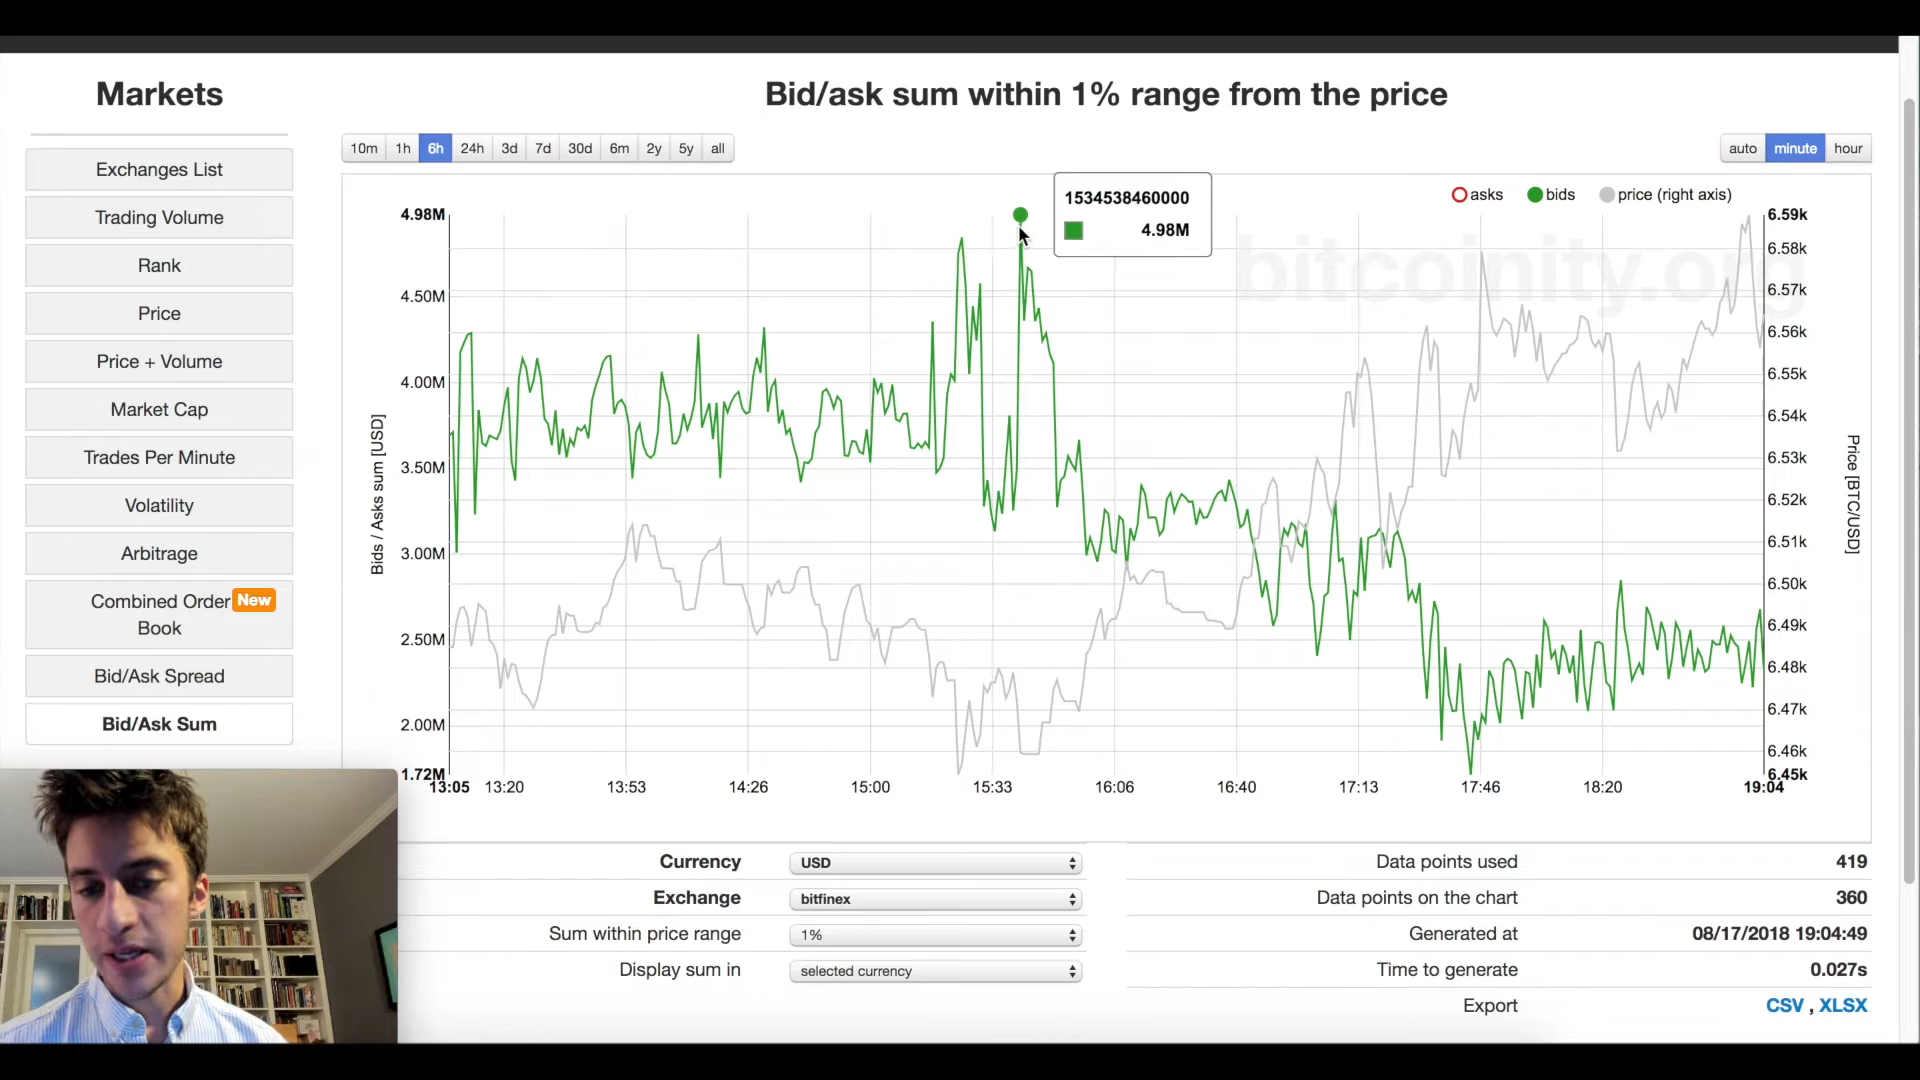 Markets
Exchanges List
Trading Volume
Rank
Price
Price + Volume
Market Cap
Trades Per Minute
Volatility
Arbitrage
Combined Order New
Book
Bid/Ask Spread
Bid/Ask Sum
Bid/ask sum within 1% range from the price
10m 1h 6h 24h 3d 7d 30d 6m 2y 5y all
auto minute hour
asks bids price (right axis)
1534538460000
4.98M
bitcoinity.org
Bids / Asks sum [USD]
4.98M
4.50M
4.00M
3.50M
3.00M
2.50M
2.00M
1.72M
6.59k
6.58k
6.57k
6.56k
6.55k
6.54k
6.53k
6.52k
6.51k
6.50k
6.49k
6.48k
6.47k
6.46k
6.45k
Price [BTC/USD]
13:05 13:20 13:53 14:26 15:00 15:33 16:06 16:40 17:13 17:46 18:20 19:04
Currency USD
Exchange bitfinex
Sum within price range 1%
Display sum in selected currency
Data points used 419
Data points on the chart 360
Generated at 08/17/2018 19:04:49
Time to generate 0.027s
Export CSV , XLSX